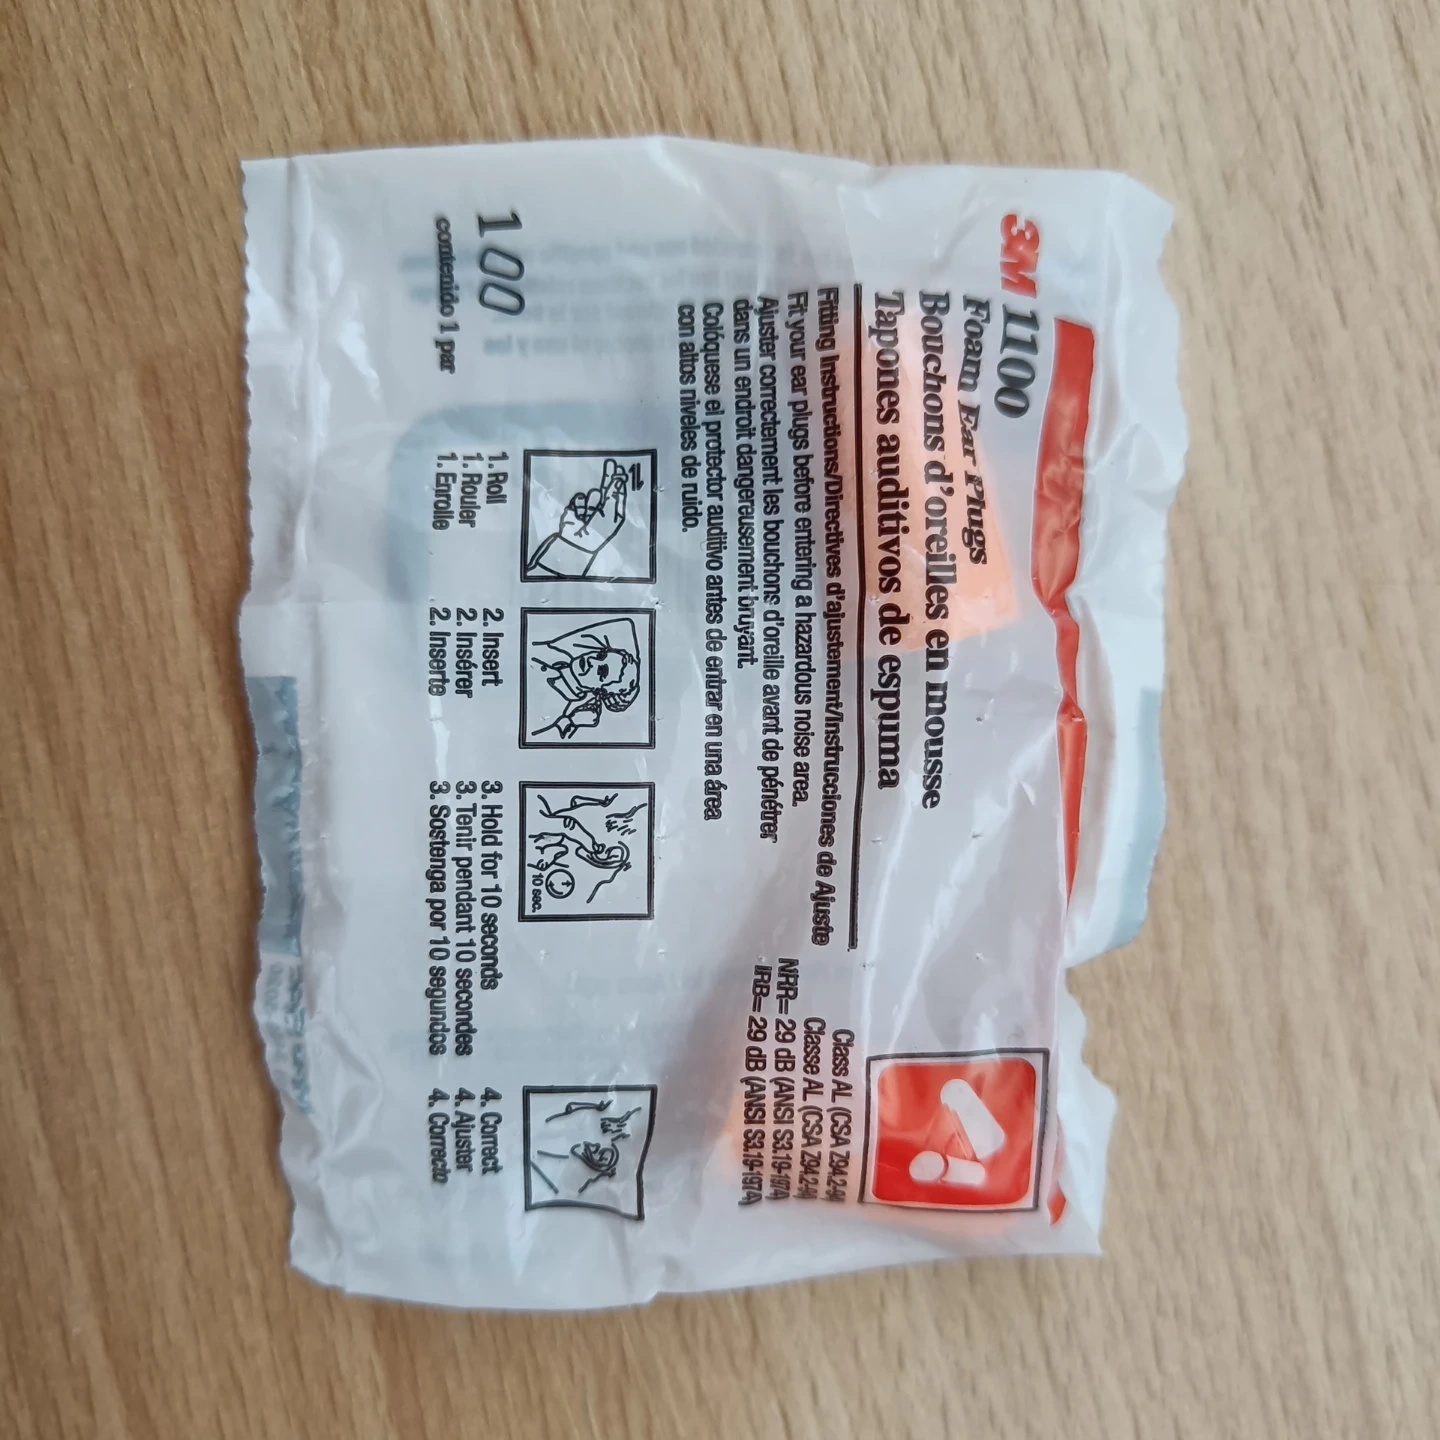 3M 1100
Foam Ear Plugs
Bouchons d'oreilles en mousse
Tapones auditivos de espuma
Fitting Instructions/Directives d'ajustement/Instrucciones de Ajuste
Fit your ear plugs before entering a hazardous noise area.
Ajuster correctement les bouchons d'oreille avant de pénétrer
dans un endroit dangereusement bruyant.
Colóquese el protector auditivo antes de entrar en una área
con altos niveles de ruido.
Class AL (CSA Z94.2-94)
Classe AL (CSA Z94.2-94)
NRR= 29 dB (ANSI S3.19-1974)
IRB= 29 dB (ANSI S3.19-1974)
10 sec.
1. Roll
1. Rouler
1. Enrolle
2. Insert
2. Insérer
2. Inserte
3. Hold for 10 seconds
3. Tenir pendant 10 secondes
3. Sostenga por 10 segundos
4. Correct
4. Ajuster
4. Correcto
100
contenido 1 par